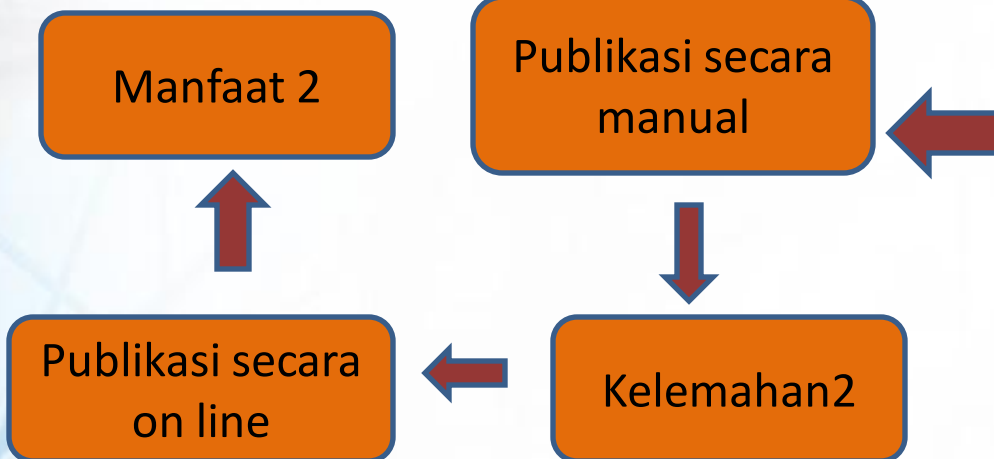 Manfaat 2
Publikasi secara
manual
Publikasi secara
on line
Kelemahan2